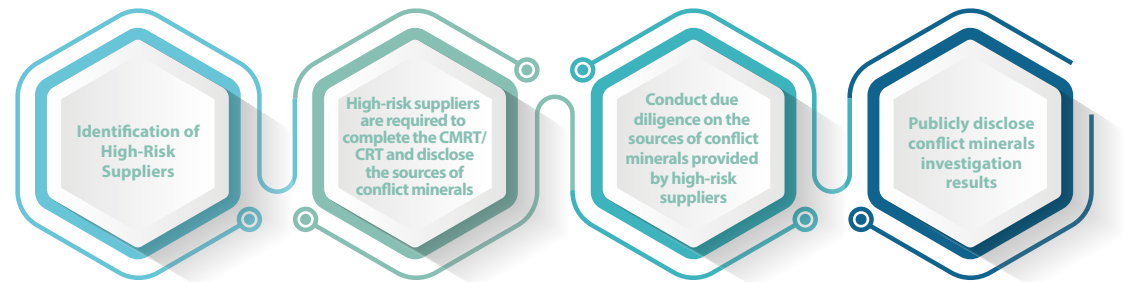 Identification of
High-Risk
Suppliers
High-risk suppliers
are required to
complete the CMRT/
CRT and disclose
the sources of
conflict minerals
Conduct due
diligence on the
sources of conflict
minerals provided
by high-risk
suppliers
Publicly disclose
conflict minerals
investigation
results